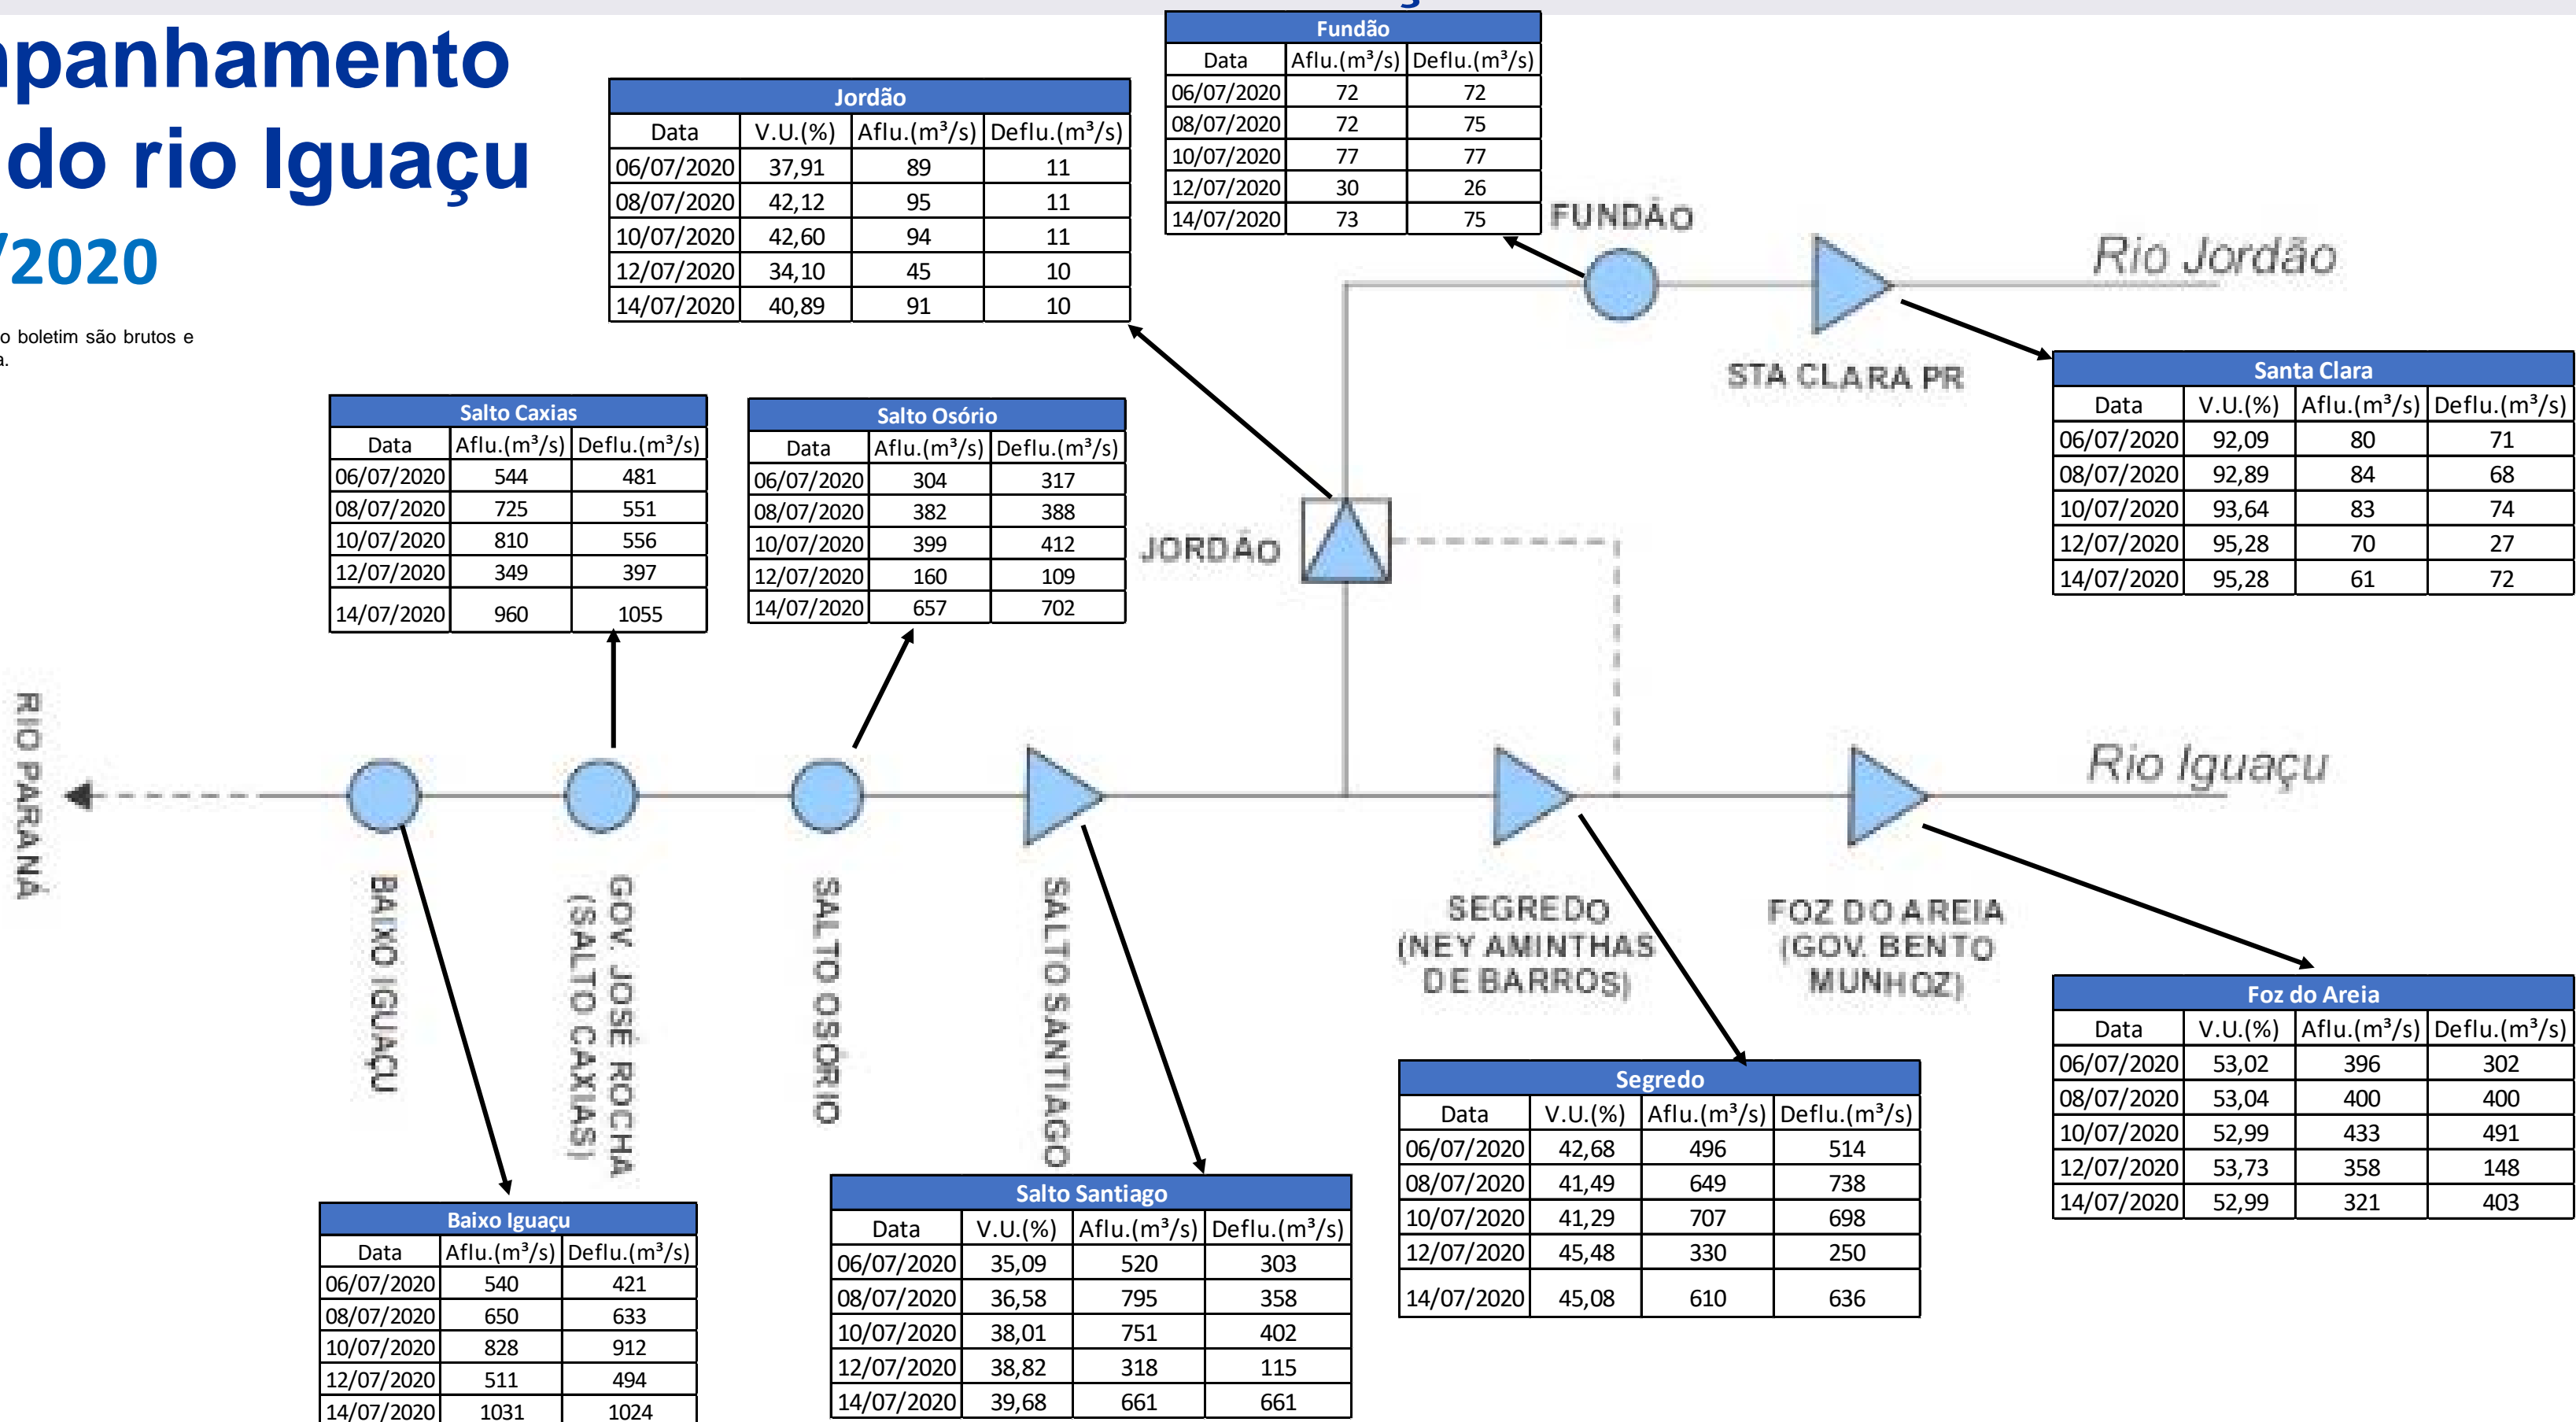 mpanhamento
do rio Iguaçu
/2020
o boletim são brutos e
a.
Fundão
Data Aflu.(m³/s) Deflu.(m³/s)
06/07/2020 72 72
08/07/2020 72 75
10/07/2020 77 77
12/07/2020 30 26
14/07/2020 73 75
Jordão
Data V.U.(%) Aflu.(m³/s) Deflu.(m³/s)
06/07/2020 37,91 89 11
08/07/2020 42,12 95 11
10/07/2020 42,60 94 11
12/07/2020 34,10 45 10
14/07/2020 40,89 91 10
FUNDÃO
Rio Jordão
STA CLARA PR
Santa Clara
Data V.U.(%) Aflu.(m³/s) Deflu.(m³/s)
06/07/2020 92,09 80 71
08/07/2020 92,89 84 68
10/07/2020 93,64 83 74
12/07/2020 95,28 70 27
14/07/2020 95,28 61 72
Salto Caxias
Data Aflu.(m³/s) Deflu.(m³/s)
06/07/2020 544 481
08/07/2020 725 551
10/07/2020 810 556
12/07/2020 349 397
14/07/2020 960 1055
Salto Osório
Data Aflu.(m³/s) Deflu.(m³/s)
06/07/2020 304 317
08/07/2020 382 388
10/07/2020 399 412
12/07/2020 160 109
14/07/2020 657 702
JORDÃO
RIO PARANÁ
Rio Iguaçu
BAIXO IGUAÇU
GOV. JOSÉ ROCHA
(SALTO CAXIAS)
SALTO OSÓRIO
SALTO SANTIAGO
SEGREDO
(NEY AMINTHAS
DE BARROS)
FOZ DO AREIA
(GOV. BENTO
MUNHOZ)
Foz do Areia
Data V.U.(%) Aflu.(m³/s) Deflu.(m³/s)
06/07/2020 53,02 396 302
08/07/2020 53,04 400 400
10/07/2020 52,99 433 491
12/07/2020 53,73 358 148
14/07/2020 52,99 321 403
Segredo
Data V.U.(%) Aflu.(m³/s) Deflu.(m³/s)
06/07/2020 42,68 496 514
08/07/2020 41,49 649 738
10/07/2020 41,29 707 698
12/07/2020 45,48 330 250
14/07/2020 45,08 610 636
Salto Santiago
Data V.U.(%) Aflu.(m³/s) Deflu.(m³/s)
06/07/2020 35,09 520 303
08/07/2020 36,58 795 358
10/07/2020 38,01 751 402
12/07/2020 38,82 318 115
14/07/2020 39,68 661 661
Baixo Iguaçu
Data Aflu.(m³/s) Deflu.(m³/s)
06/07/2020 540 421
08/07/2020 650 633
10/07/2020 828 912
12/07/2020 511 494
14/07/2020 1031 1024